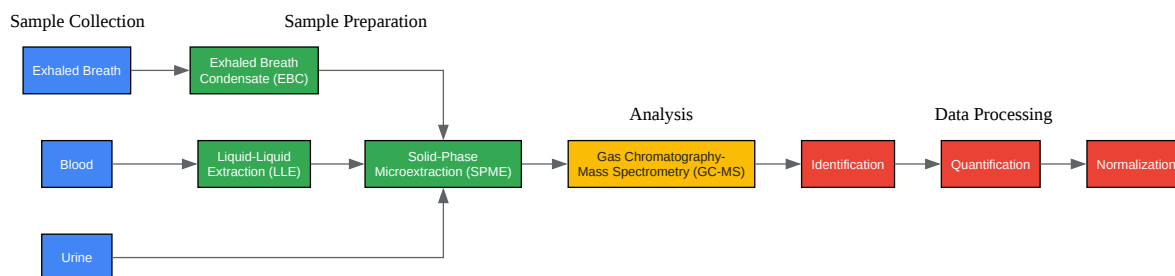 Sample Collection
Sample Preparation
Exhaled Breath
Exhaled Breath
Condensate (EBC)
Analysis
Data Processing
Blood
Liquid-Liquid
Extraction (LLE)
Solid-Phase
Microextraction (SPME)
Gas Chromatography-
Mass Spectrometry (GC-MS)
Identification
Quantification
Normalization
Urine